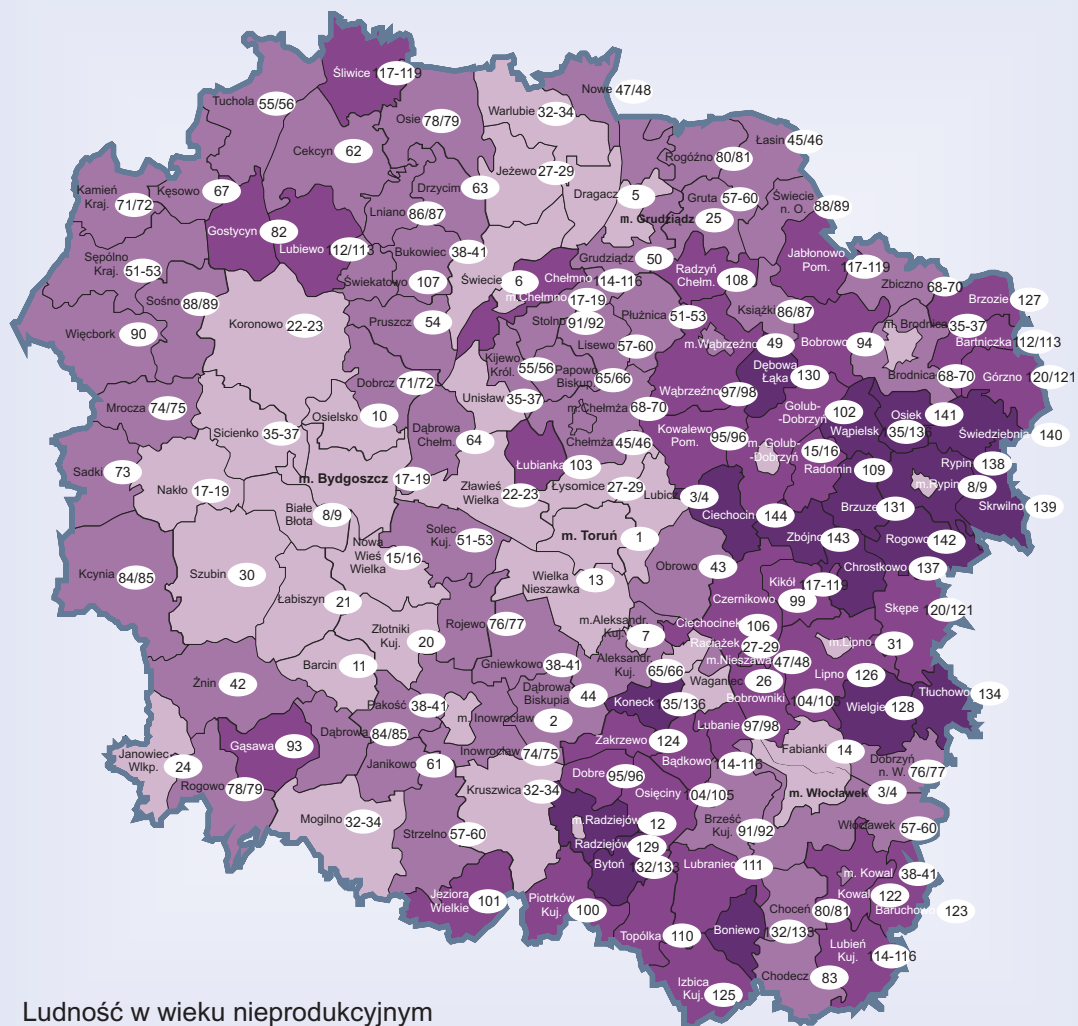 Śliwice 117-119
Tuchola 55/56
Osie 78/79
Warlubie 32-34
Nowe 47/48
Cekcyn 62
Łasin 45/46
Rogóźno 80/81
Jeżewo 27-29
Kęsowo 67
Drzycim 63
Dragacz 5
Gruta 57-60
Kamień
Kraj. 71/72
Lniano 86/87
m. Grudziądz 25
Świecie
n. O. 88/89
Gostycyn 82
Lubiewo 112/113
Bukowiec 38-41
Grudziądz 50
Jabłonowo
Pom. 117-119
Sępólno
Kraj. 51-53
Świekatowo 107
Świecie 6
Chełmno 14-116
Radzyń
Chełm. 108
Zbiczno 68-70
Brzozie 127
Sośno 88/89
m.Chełmno 17-19
Płużnica 51-53
Książki 86/87
Koronowo 22-23
Pruszcz 54
Stolno 91/92
m. Brodnica 35-37
Więcbork 90
Lisewo 57-60
m.Wąbrzeźno 49
Bobrowo 94
Bartniczka 112/113
Kijewo
Król. 55/56
Papowo
Biskup. 65/66
Dębowa
Łąka 130
Brodnica 68-70
Górzno 120/121
Dobrcz 71/72
Wąbrzeźno 97/98
Mrocza 74/75
Osielsko 10
Unisław 35-37
m.Chełmża 68-70
Golub-
-Dobrzyń 102
Osiek 141
Sicienko 35-37
Dąbrowa
Chełm. 64
Chełmża 45/46
Kowalewo
Pom. 95/96
Wąpielsk 35/136
Świedziebnia 140
m. Golub-
-Dobrzyń 15/16
Sadki 73
Łubianka 103
Radomin 109
Rypin 138
Nakło 17-19
m. Bydgoszcz 17-19
Zławieś
Wielka 22-23
Łysomice 27-29
Lubicz 3/4
m.Rypin 8/9
Białe
Błota 8/9
Ciechocin 144
Brzuze 131
Skrwilno 139
Solec
Kuj. 51-53
m. Toruń 1
Zbójno 143
Rogowo 142
Nowa
Wieś
Wielka 15/16
Kcynia 84/85
Szubin 30
Wielka
Nieszawka 13
Obrowo 43
Chrostkowo 137
Kikół 117-119
Łabiszyn 21
Czernikowo 99
Skępe 120/121
Złotniki
Kuj. 20
Rojewo 76/77
m.Aleksandr.
Kuj. 7
Ciechocinek 106
Raciążek 27-29
m.Lipno 31
Barcin 11
Gniewkowo 38-41
Aleksandr.
Kuj. 65/66
m.Nieszawa 47/48
Żnin 42
Waganiec 26
Lipno 126
Dąbrowa
Biskupia 44
Koneck 35/136
Bobrowniki 104/105
Wielgie 128
Tłuchowo 134
Pakość 38-41
m. Inowrocław 2
Lubanie 97/98
Dąbrowa 84/85
Gąsawa 93
Zakrzewo 124
Fabianki 14
Janowiec
Wlkp. 24
Inowrocław 74/75
Bądkowo 114-116
Dobrzyń
n. W. 76/77
Janikowo 61
Dobre 95/96
Rogowo 78/79
Kruszwica 32-34
Osięciny 104/105
m. Włocławek 3/4
Mogilno 32-34
m.Radziejów 12
Strzelno 57-60
Brześć
Kuj. 91/92
Włocławek 57-60
Radziejów 129
Bytoń 132/133
Lubraniec 111
m. Kowal 38-41
Jeziora
Wielkie 101
Kowal 122
Piotrków
Kuj. 100
Choceń 80/81
Baruchowo 123
Topólka 110
Boniewo 132/133
Lubień
Kuj. 114-116
Chodecz 83
Izbica
Kuj. 125
Ludność w wieku nieprodukcyjnym